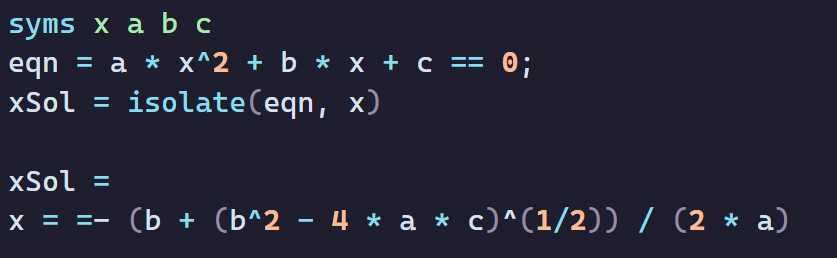 syms x a b c
eqn = a * x^2 + b * x + c == 0;
xSol = isolate(eqn, x)
xSol =
x = =− (b + (b^2 − 4 * a * c)^(1/2)) / (2 * a)